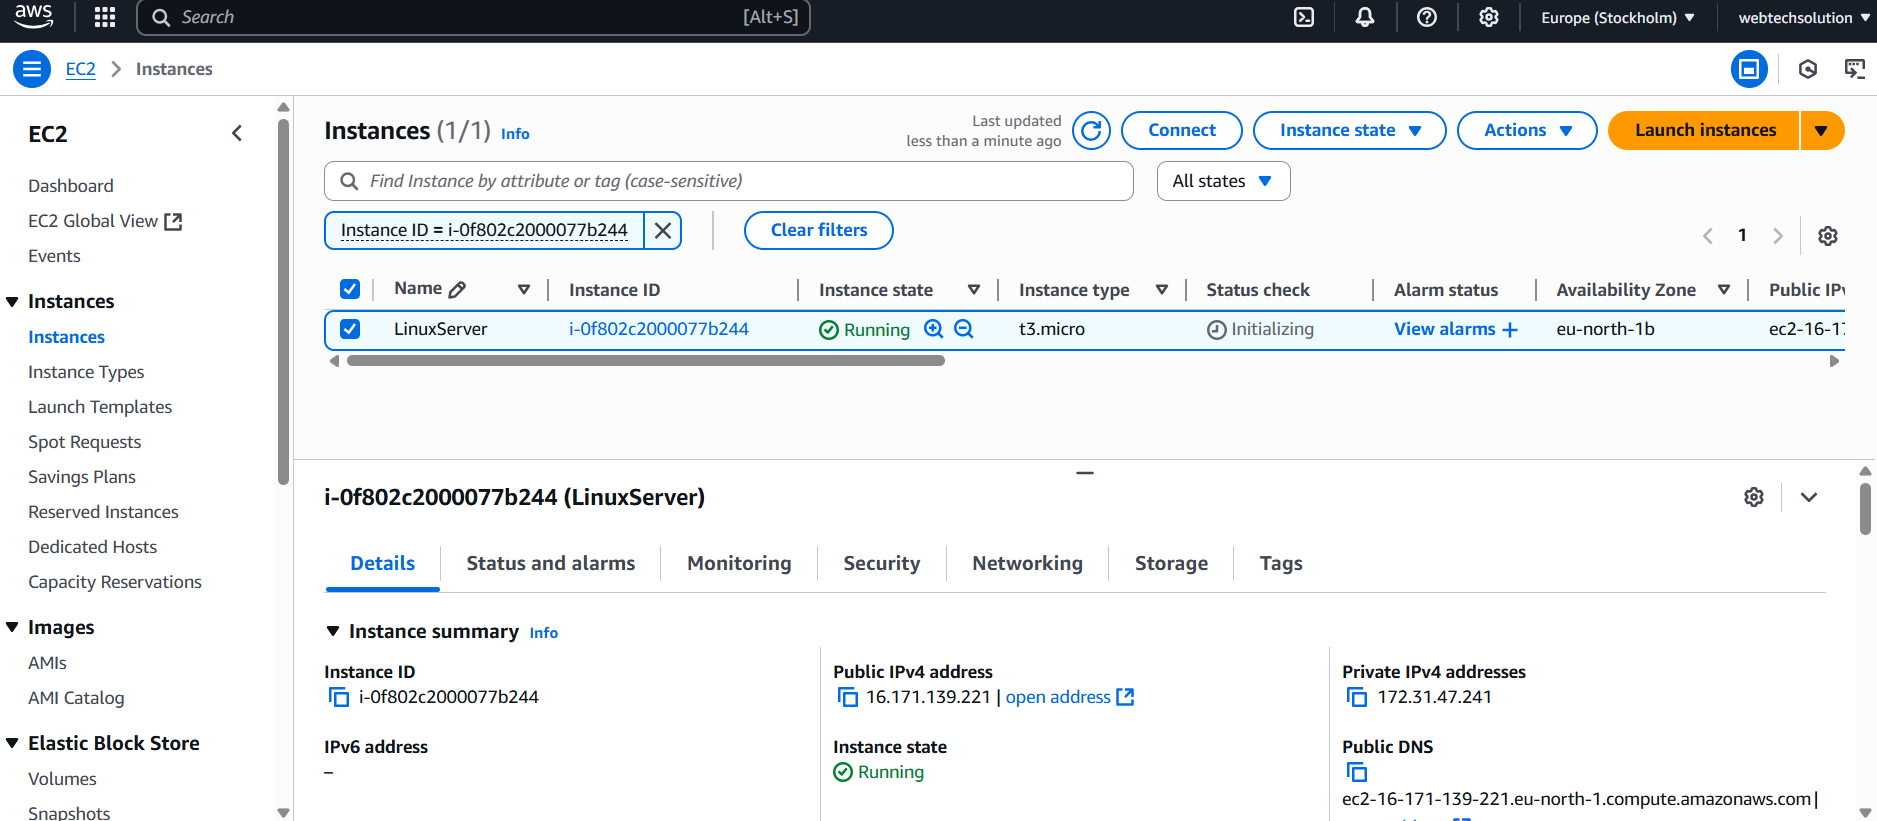 aws
Search [Alt+S]
Europe (Stockholm)
webtechsolution
EC2 > Instances
EC2
Dashboard
EC2 Global View
Events
Instances
Instances
Instance Types
Launch Templates
Spot Requests
Savings Plans
Reserved Instances
Dedicated Hosts
Capacity Reservations
Images
AMIs
AMI Catalog
Elastic Block Store
Volumes
Snapshots
Instances (1/1) Info
Last updated
less than a minute ago
Connect
Instance state
Actions
Launch instances
Find Instance by attribute or tag (case-sensitive)
All states
Instance ID = i-0f802c2000077b244
Clear filters
1
Name Instance ID Instance state Instance type Status check Alarm status Availability Zone Public IPv
LinuxServer i-0f802c2000077b244 Running t3.micro Initializing View alarms + eu-north-1b ec2-16-17
i-0f802c2000077b244 (LinuxServer)
Details Status and alarms Monitoring Security Networking Storage Tags
Instance summary Info
Instance ID
i-0f802c2000077b244
Public IPv4 address
16.171.139.221 | open address
Private IPv4 addresses
172.31.47.241
IPv6 address
–
Instance state
Running
Public DNS
ec2-16-171-139-221.eu-north-1.compute.amazonaws.com |